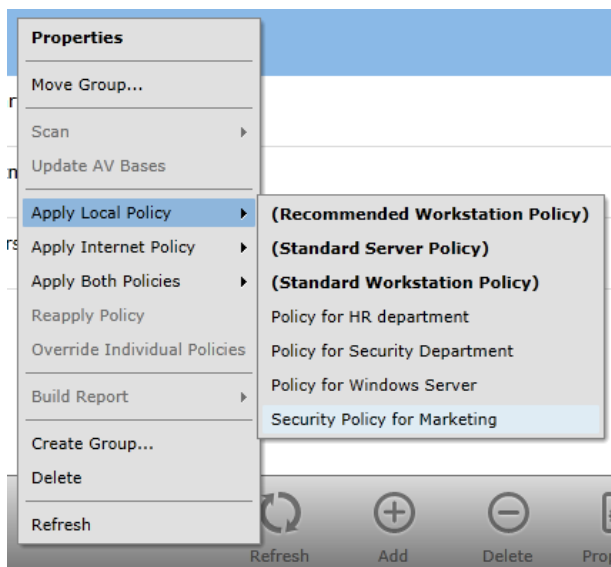 Properties
Move Group...
Scan
Update AV Bases
Apply Local Policy
Apply Internet Policy
Apply Both Policies
Reapply Policy
Override Individual Policies
Build Report
Create Group...
Delete
Refresh
(Recommended Workstation Policy)
(Standard Server Policy)
(Standard Workstation Policy)
Policy for HR department
Policy for Security Department
Policy for Windows Server
Security Policy for Marketing
Refresh
Add
Delete